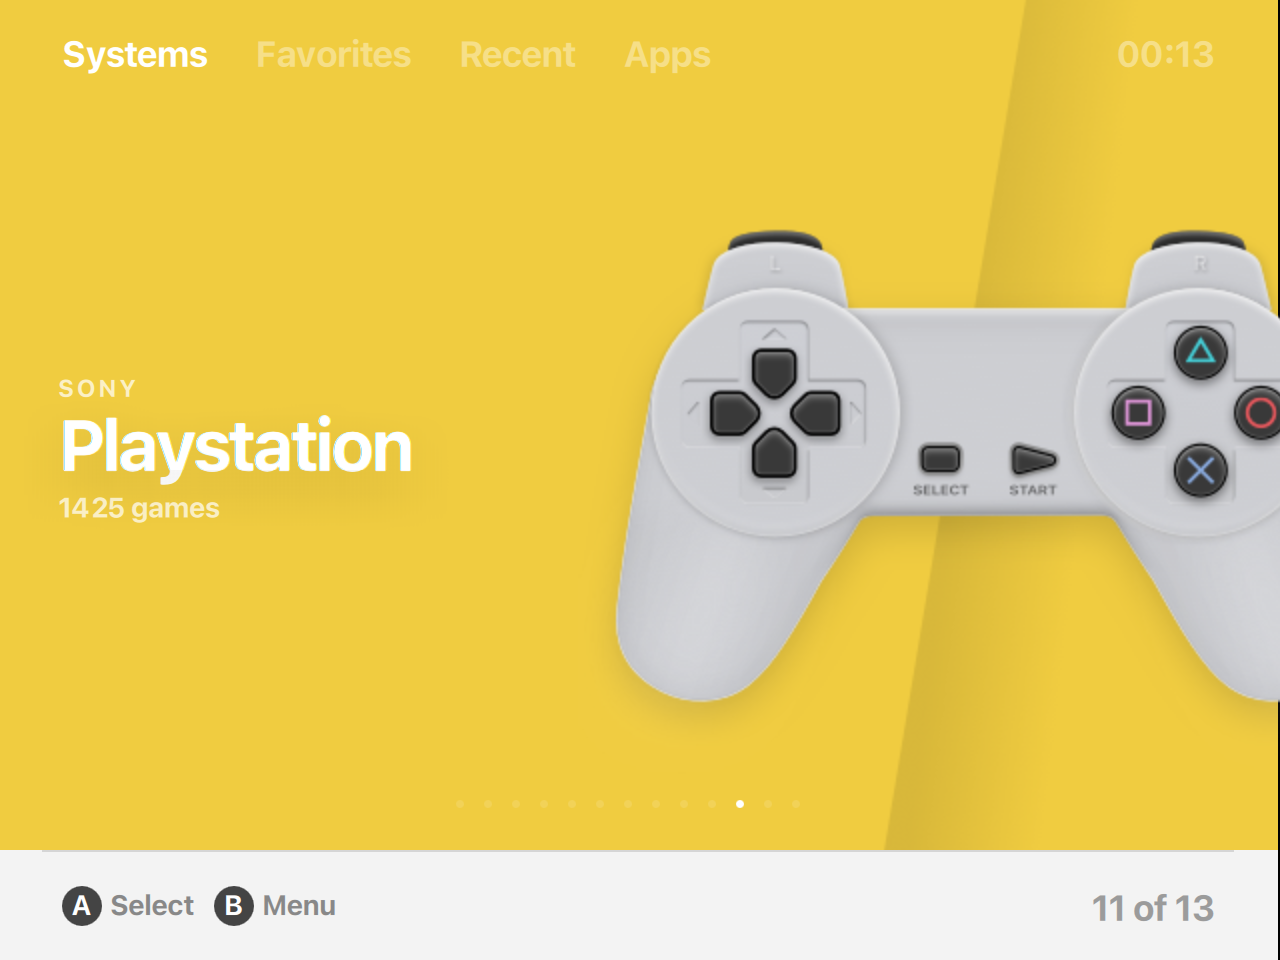 Systems Favorites Recent Apps 00:13
L R
SONY
Playstation
1425 games
SELECT START
A Select B Menu 11 of 13